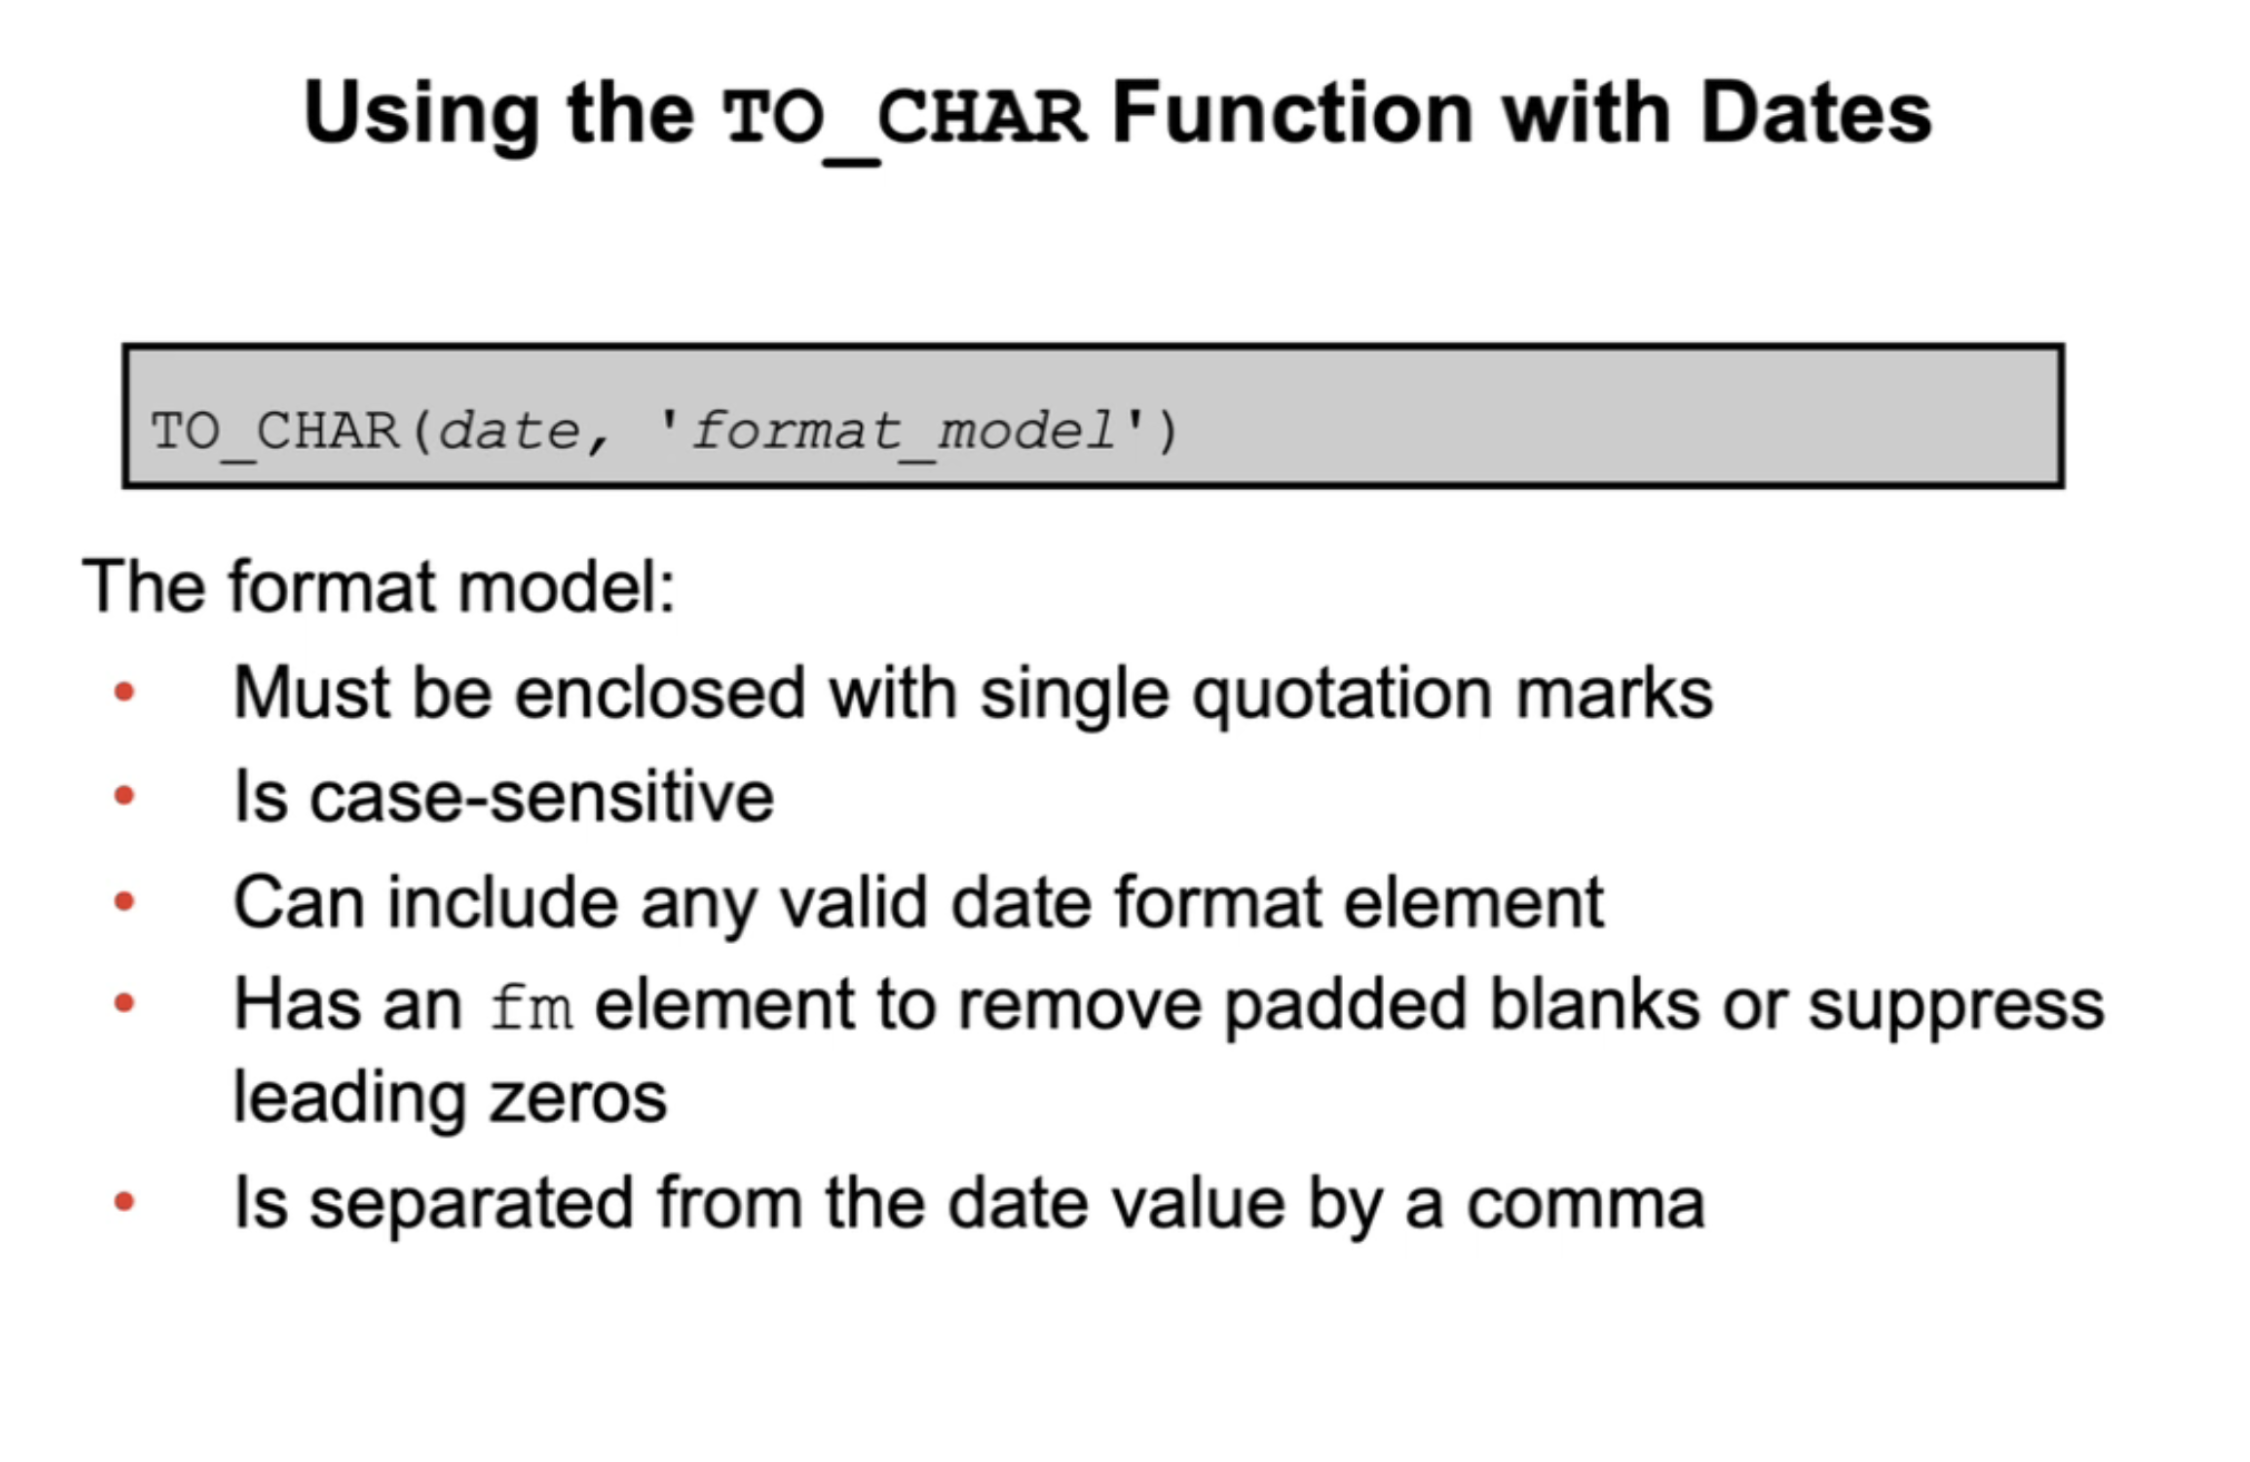 Using the TO_CHAR Function with Dates
TO_CHAR(date, 'format_model')
The format model:
• Must be enclosed with single quotation marks
• Is case-sensitive
• Can include any valid date format element
• Has an fm element to remove padded blanks or suppress
leading zeros
• Is separated from the date value by a comma